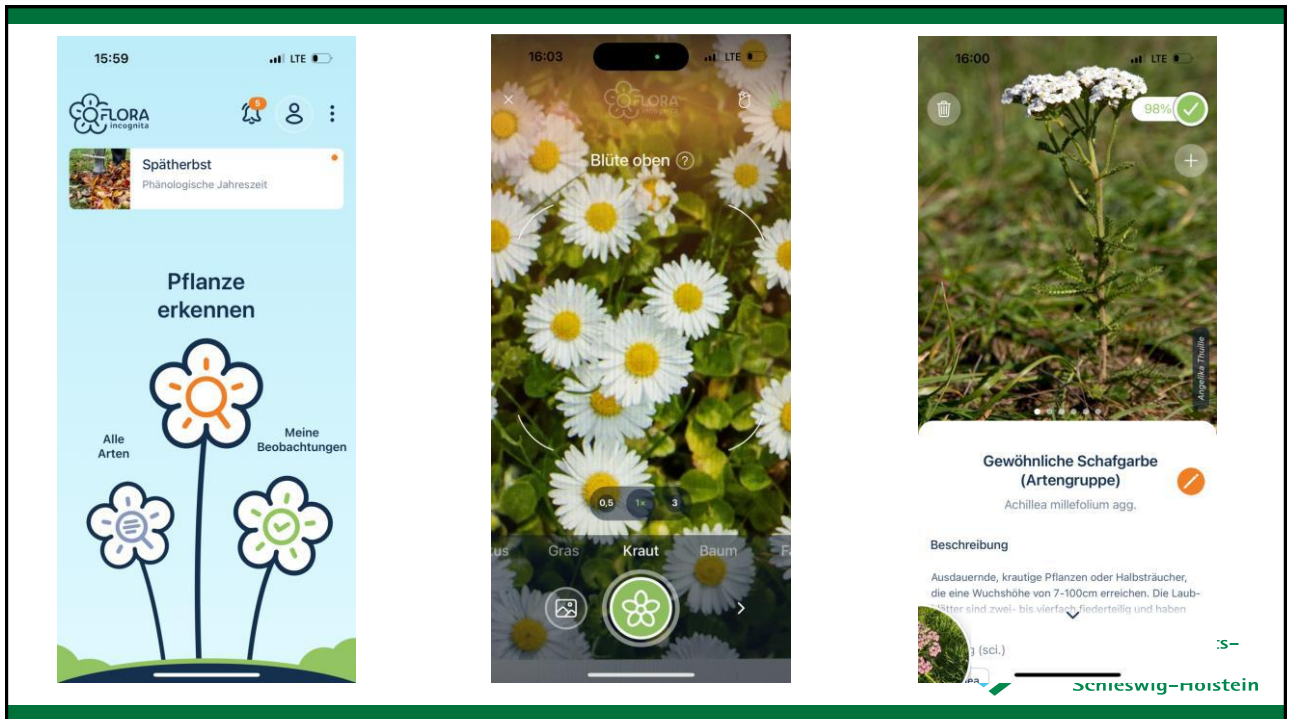 15:59
LTE
FLORA
incognita
5
Spätherbst
Phänologische Jahreszeit
Pflanze
erkennen
Alle
Arten
Meine
Beobachtungen
16:03
LTE
FLORA
incognita
Blüte oben ?
0,5 1× 3
Gras Kraut Baum
16:00
LTE
98%
Angelika Thuille
Gewöhnliche Schafgarbe
(Artengruppe)
Achillea millefolium agg.
Beschreibung
Ausdauernde, krautige Pflanzen oder Halbsträucher,
die eine Wuchshöhe von 7-100cm erreichen. Die Laub-
blätter sind zwei- bis vierfach fiederteilig und haben
(sci.)
Schleswig-Holstein